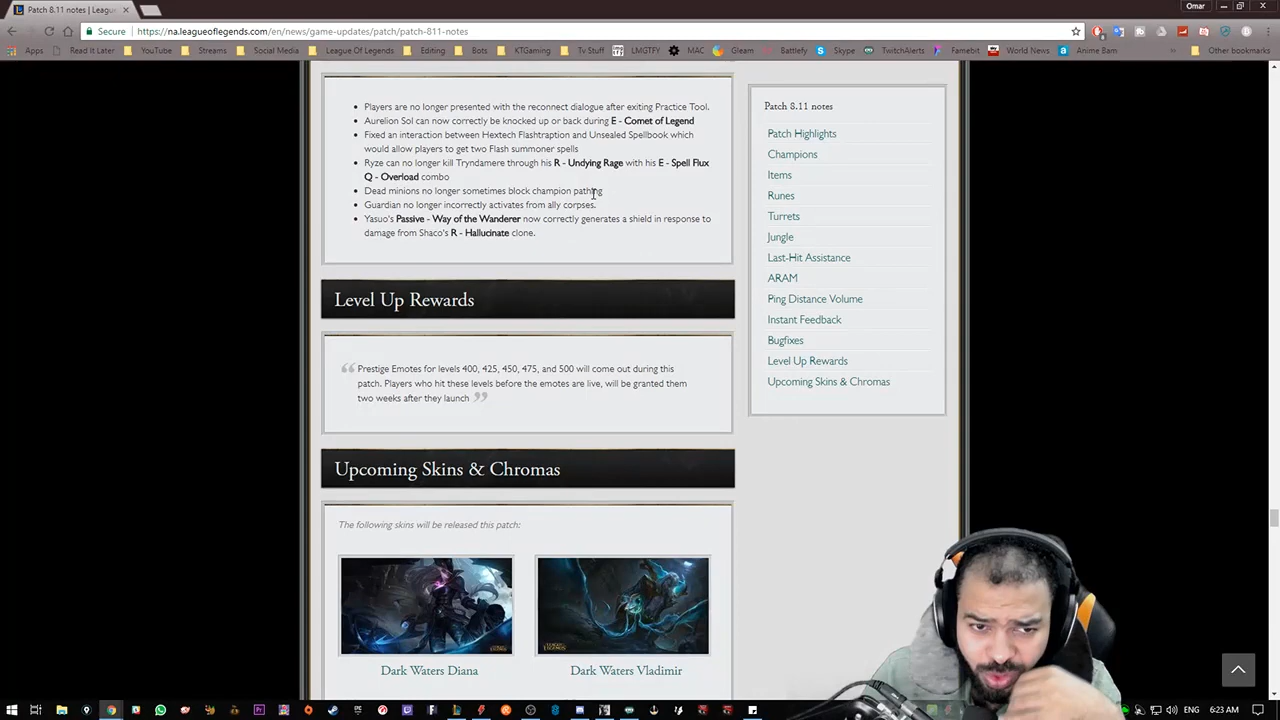 Patch 8.11 notes | Leagu
Omar
Secure
https://na.leagueoflegends.com/en/news/game-updates/patch/patch-811-notes
Apps Read It Later YouTube Streams Social Media League Of Legends Editing Bots KTGaming Tv Stuff LMGTFY MAC Gleam Battlefy Skype TwitchAlerts Famebit World News Anime Bam Other bookmarks
Players are no longer presented with the reconnect dialogue after exiting Practice Tool.
Aurelion Sol can now correctly be knocked up or back during E - Comet of Legend
Fixed an interaction between Hextech Flashtraption and Unsealed Spellbook which
would allow players to get two Flash summoner spells
Ryze can no longer kill Tryndamere through his R - Undying Rage with his E - Spell Flux
Q - Overload combo
Dead minions no longer sometimes block champion pathing
Guardian no longer incorrectly activates from ally corpses.
Yasuo's Passive - Way of the Wanderer now correctly generates a shield in response to
damage from Shaco's R - Hallucinate clone.
Level Up Rewards
Prestige Emotes for levels 400, 425, 450, 475, and 500 will come out during this
patch. Players who hit these levels before the emotes are live, will be granted them
two weeks after they launch
Upcoming Skins & Chromas
The following skins will be released this patch:
Dark Waters Diana
Dark Waters Vladimir
Patch 8.11 notes
Patch Highlights
Champions
Items
Runes
Turrets
Jungle
Last-Hit Assistance
ARAM
Ping Distance Volume
Instant Feedback
Bugfixes
Level Up Rewards
Upcoming Skins & Chromas
ENG 6:23 AM